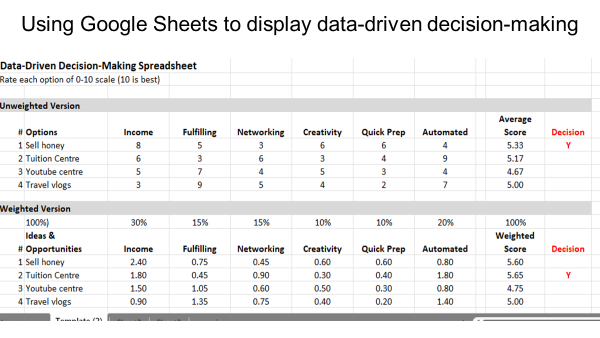 Using Google Sheets to display data-driven decision-making
Data-Driven Decision-Making Spreadsheet
Rate each option of 0-10 scale (10 is best)
Unweighted Version
Average
# Options Income Fulfilling Networking Creativity Quick Prep Automated Score Decision
1 Sell honey 8 5 3 6 6 4 5.33 Y
2 Tuition Centre 6 3 6 3 4 9 5.17
3 Youtube centre 5 7 4 5 3 4 4.67
4 Travel vlogs 3 9 5 4 2 7 5.00
Weighted Version
100%) 30% 15% 15% 10% 10% 20% 100%
Ideas & Weighted
# Opportunities Income Fulfilling Networking Creativity Quick Prep Automated Score Decision
1 Sell honey 2.40 0.75 0.45 0.60 0.60 0.80 5.60
2 Tuition Centre 1.80 0.45 0.90 0.30 0.40 1.80 5.65 Y
3 Youtube centre 1.50 1.05 0.60 0.50 0.30 0.80 4.75
4 Travel vlogs 0.90 1.35 0.75 0.40 0.20 1.40 5.00
Template (2)